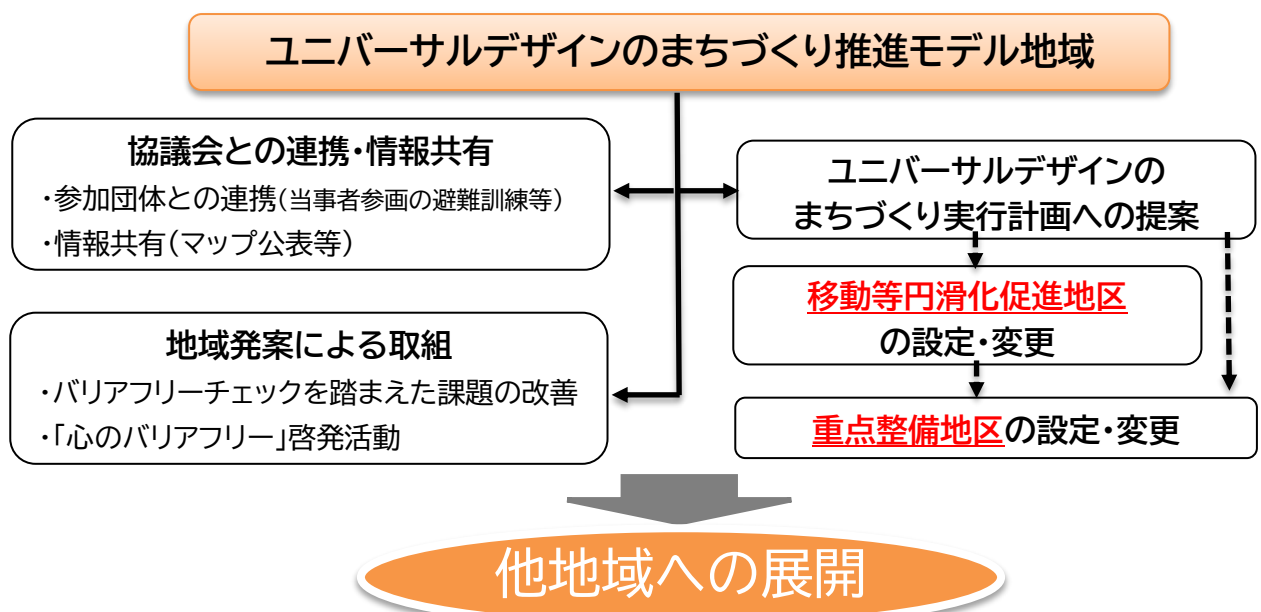 ユニバーサルデザインのまちづくり推進モデル地域
協議会との連携・情報共有
・参加団体との連携(当事者参画の避難訓練等)
・情報共有(マップ公表等)
地域発案による取組
・バリアフリーチェックを踏まえた課題の改善
・「心のバリアフリー」啓発活動
ユニバーサルデザインの
まちづくり実行計画への提案
移動等円滑化促進地区
の設定・変更
重点整備地区の設定・変更
他地域への展開